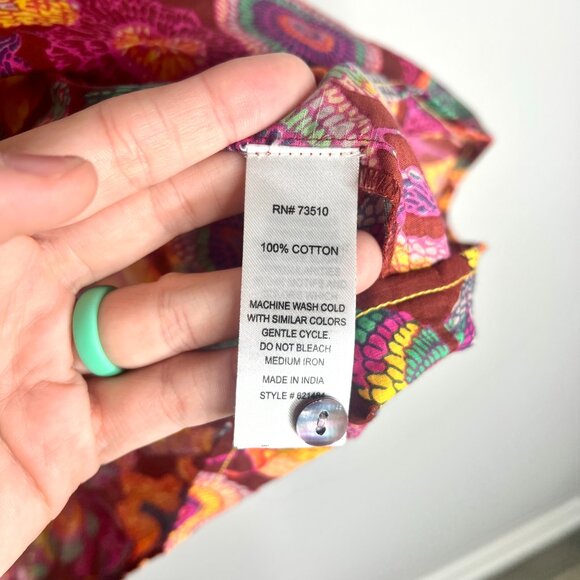 RN# 73510
100% COTTON
MACHINE WASH COLD
WITH SIMILAR COLORS
GENTLE CYCLE.
DO NOT BLEACH
MEDIUM IRON
MADE IN INDIA
STYLE #